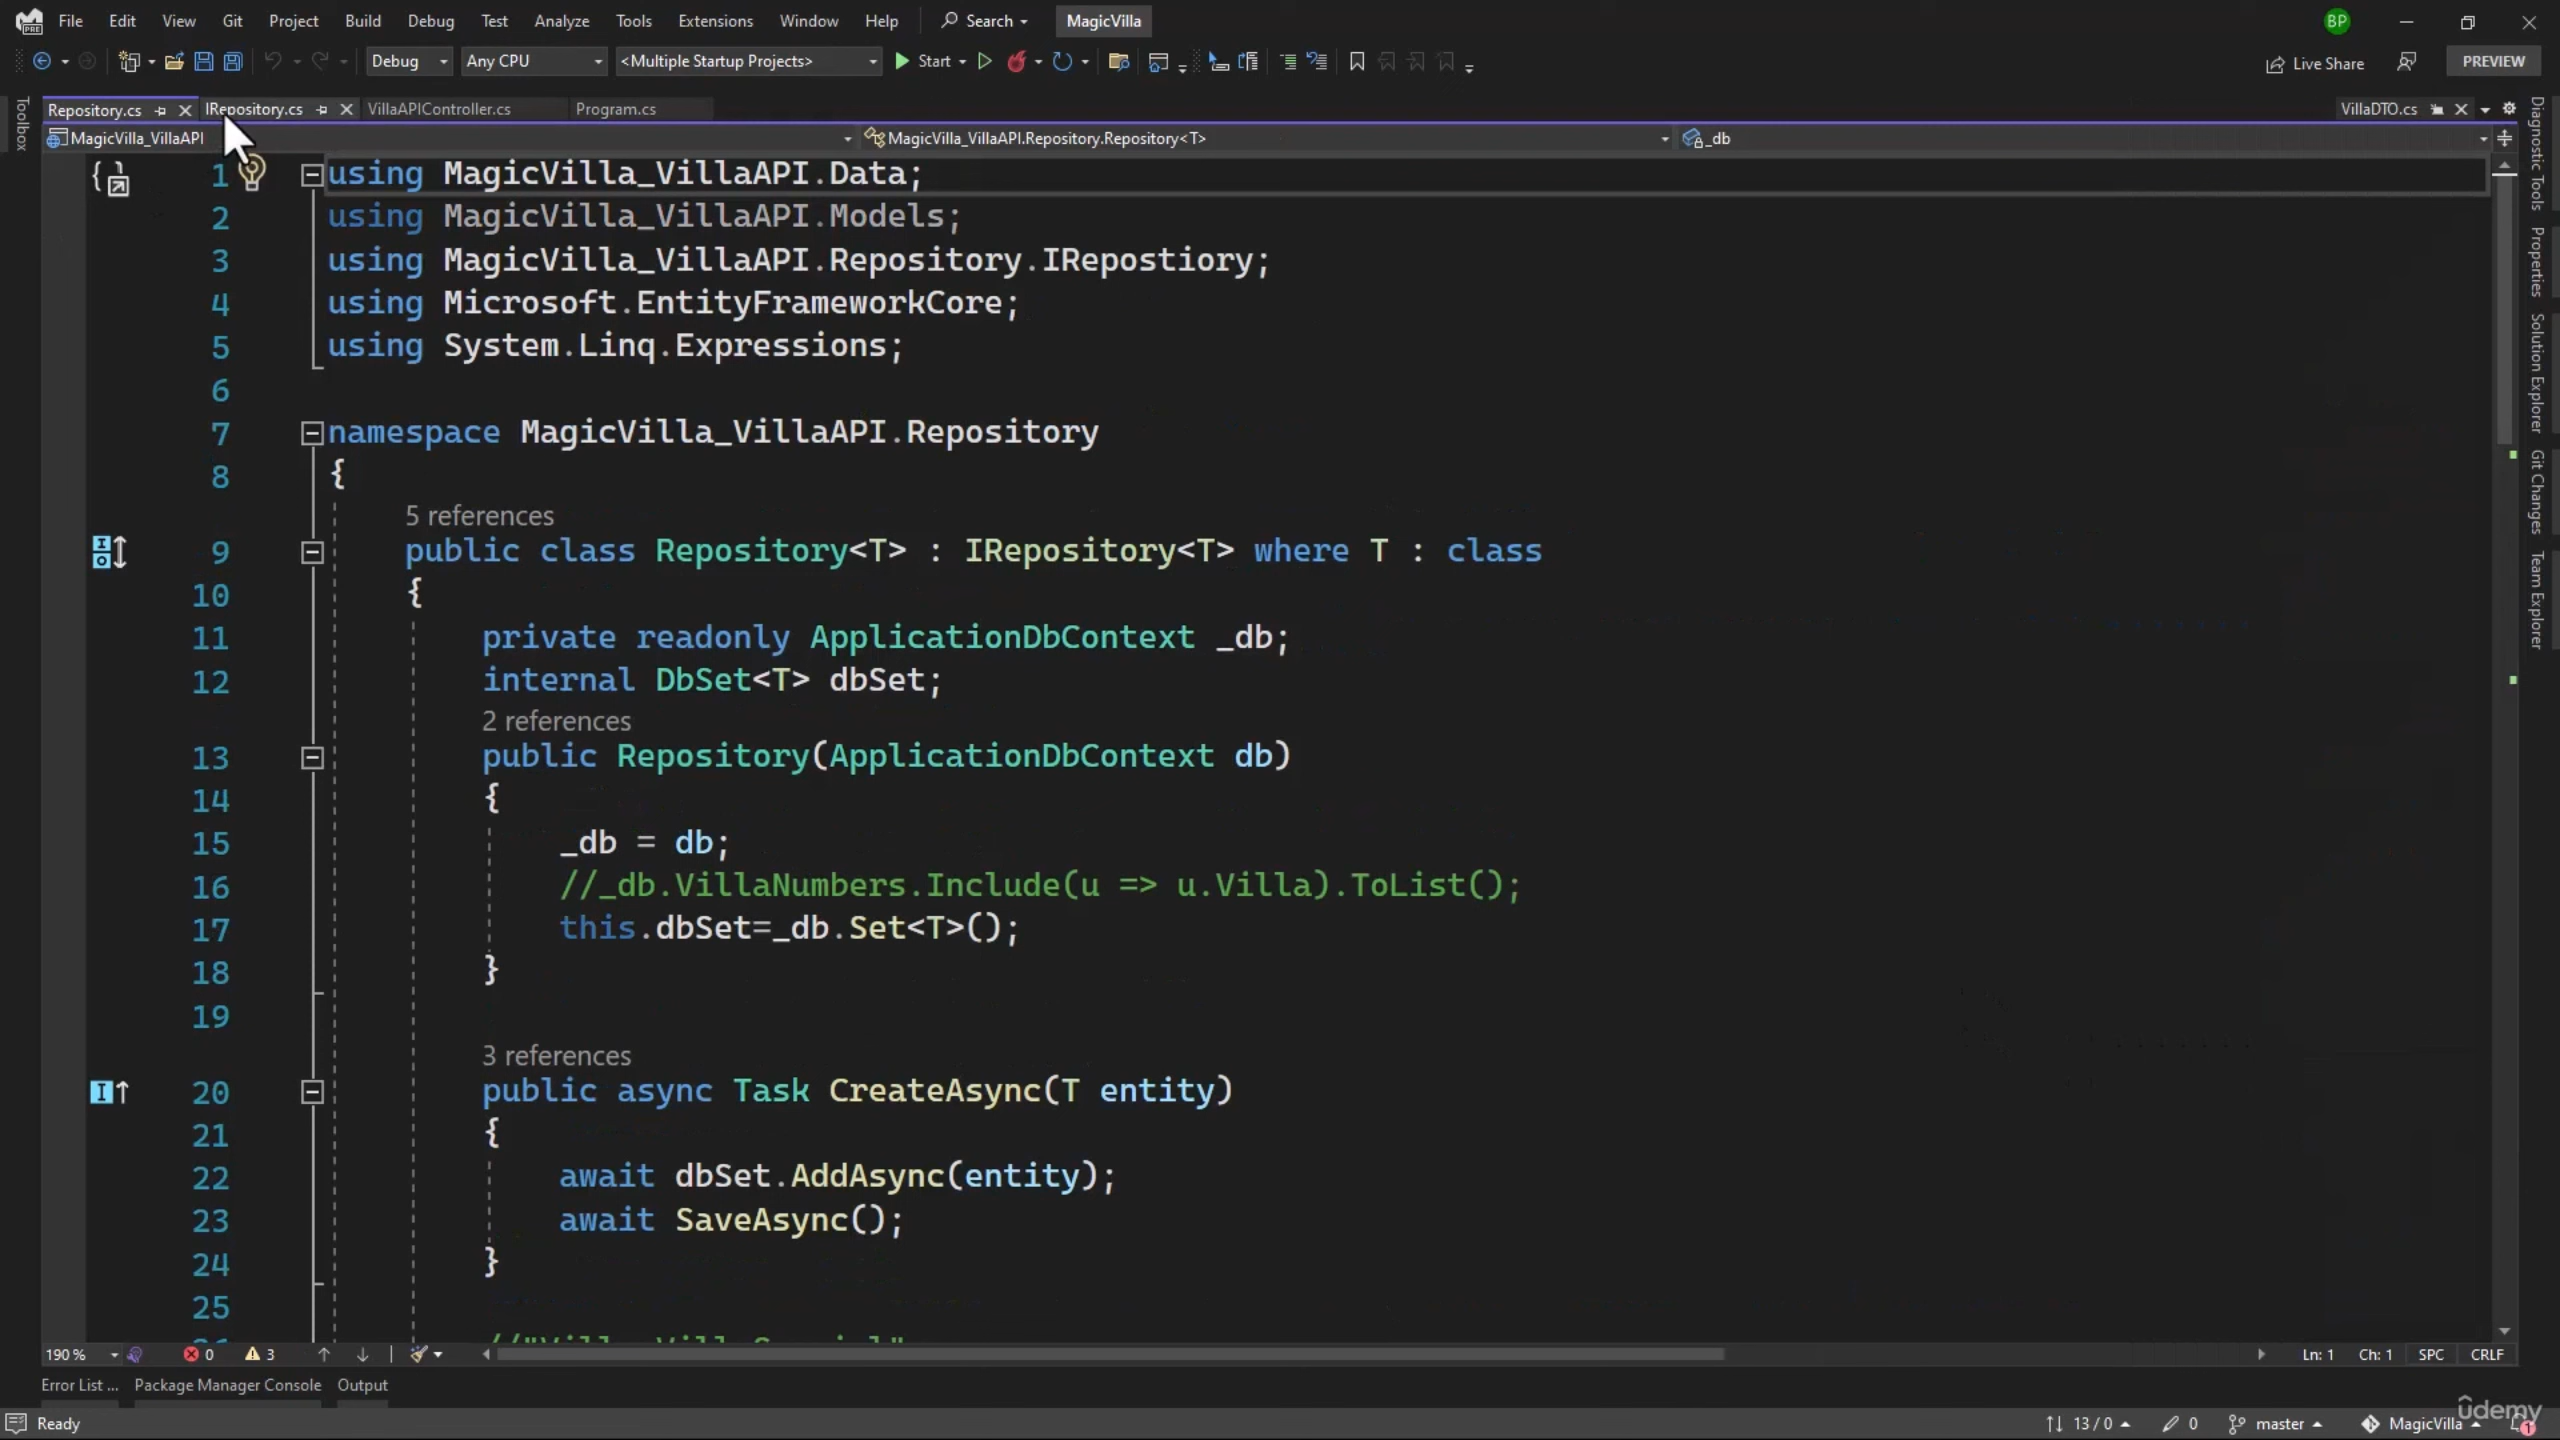 File Edit View Git Project Build Debug Test Analyze Tools Extensions Window Help Search MagicVilla BP
Debug Any CPU <Multiple Startup Projects> Start Live Share PREVIEW
Repository.cs IRepository.cs VillaAPIController.cs Program.cs VillaDTO.cs
MagicVilla_VillaAPI MagicVilla_VillaAPI.Repository.Repository<T> _db
Toolbox
Diagnostic Tools
Properties
Solution Explorer
Git Changes
Team Explorer
1 using MagicVilla_VillaAPI.Data;
2 using MagicVilla_VillaAPI.Models;
3 using MagicVilla_VillaAPI.Repository.IRepostiory;
4 using Microsoft.EntityFrameworkCore;
5 using System.Linq.Expressions;
6
7 namespace MagicVilla_VillaAPI.Repository
8 {
5 references
9 public class Repository<T> : IRepository<T> where T : class
10 {
11 private readonly ApplicationDbContext _db;
12 internal DbSet<T> dbSet;
2 references
13 public Repository(ApplicationDbContext db)
14 {
15 _db = db;
16 //_db.VillaNumbers.Include(u => u.Villa).ToList();
17 this.dbSet=_db.Set<T>();
18 }
19
3 references
20 public async Task CreateAsync(T entity)
21 {
22 await dbSet.AddAsync(entity);
23 await SaveAsync();
24 }
25
190 % 0 3 Ln: 1 Ch: 1 SPC CRLF
Error List ... Package Manager Console Output
Ready 13 / 0 0 master MagicVilla 1
udemy